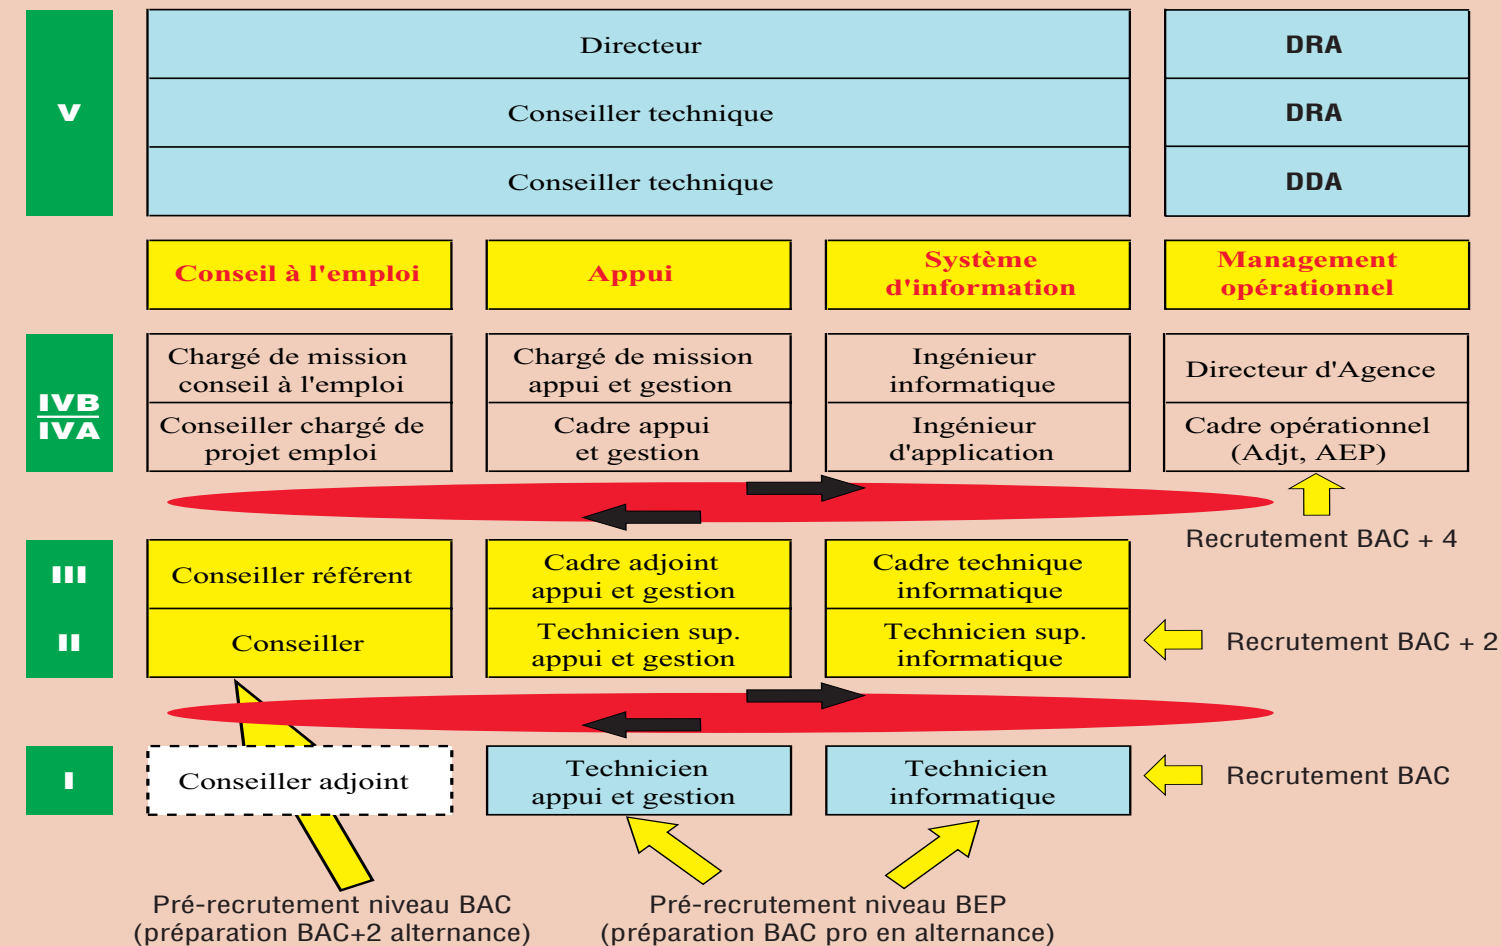 V
Directeur
DRA
Conseiller technique
DRA
Conseiller technique
DDA
Conseil à l'emploi
Appui
Système
d'information
Management
opérationnel
IVB
IVA
Chargé de mission
conseil à l'emploi
Chargé de mission
appui et gestion
Ingénieur
informatique
Directeur d'Agence
Conseiller chargé de
projet emploi
Cadre appui
et gestion
Ingénieur
d'application
Cadre opérationnel
(Adjt, AEP)
Recrutement BAC + 4
III
Conseiller référent
Cadre adjoint
appui et gestion
Cadre technique
informatique
II
Conseiller
Technicien sup.
appui et gestion
Technicien sup.
informatique
Recrutement BAC + 2
I
Conseiller adjoint
Technicien
appui et gestion
Technicien
informatique
Recrutement BAC
Pré-recrutement niveau BAC
(préparation BAC+2 alternance)
Pré-recrutement niveau BEP
(préparation BAC pro en alternance)